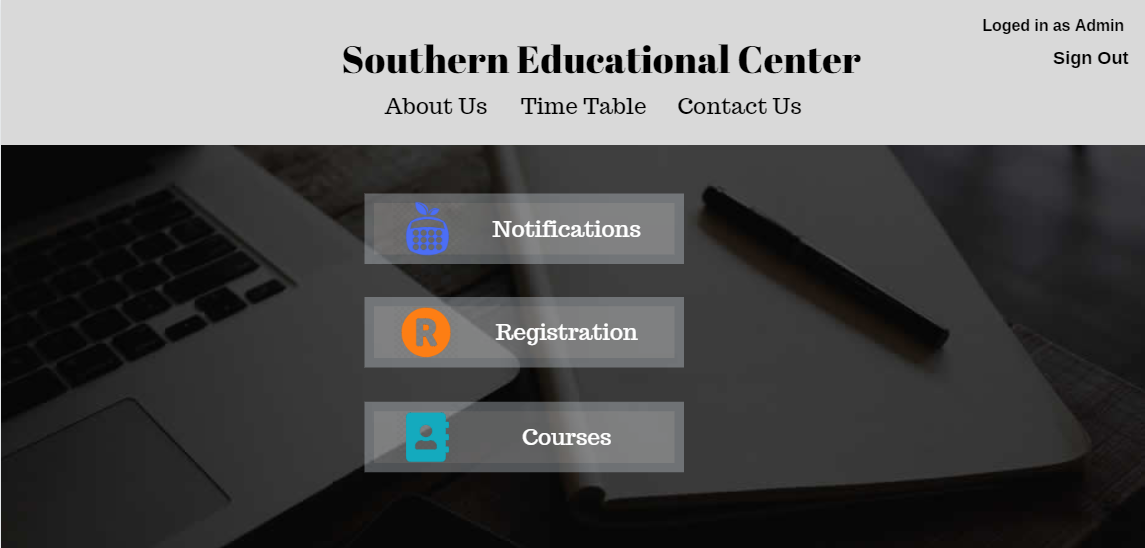 Loged in as Admin
Sign Out
Southern Educational Center
About Us Time Table Contact Us
Notifications
R
Registration
Courses